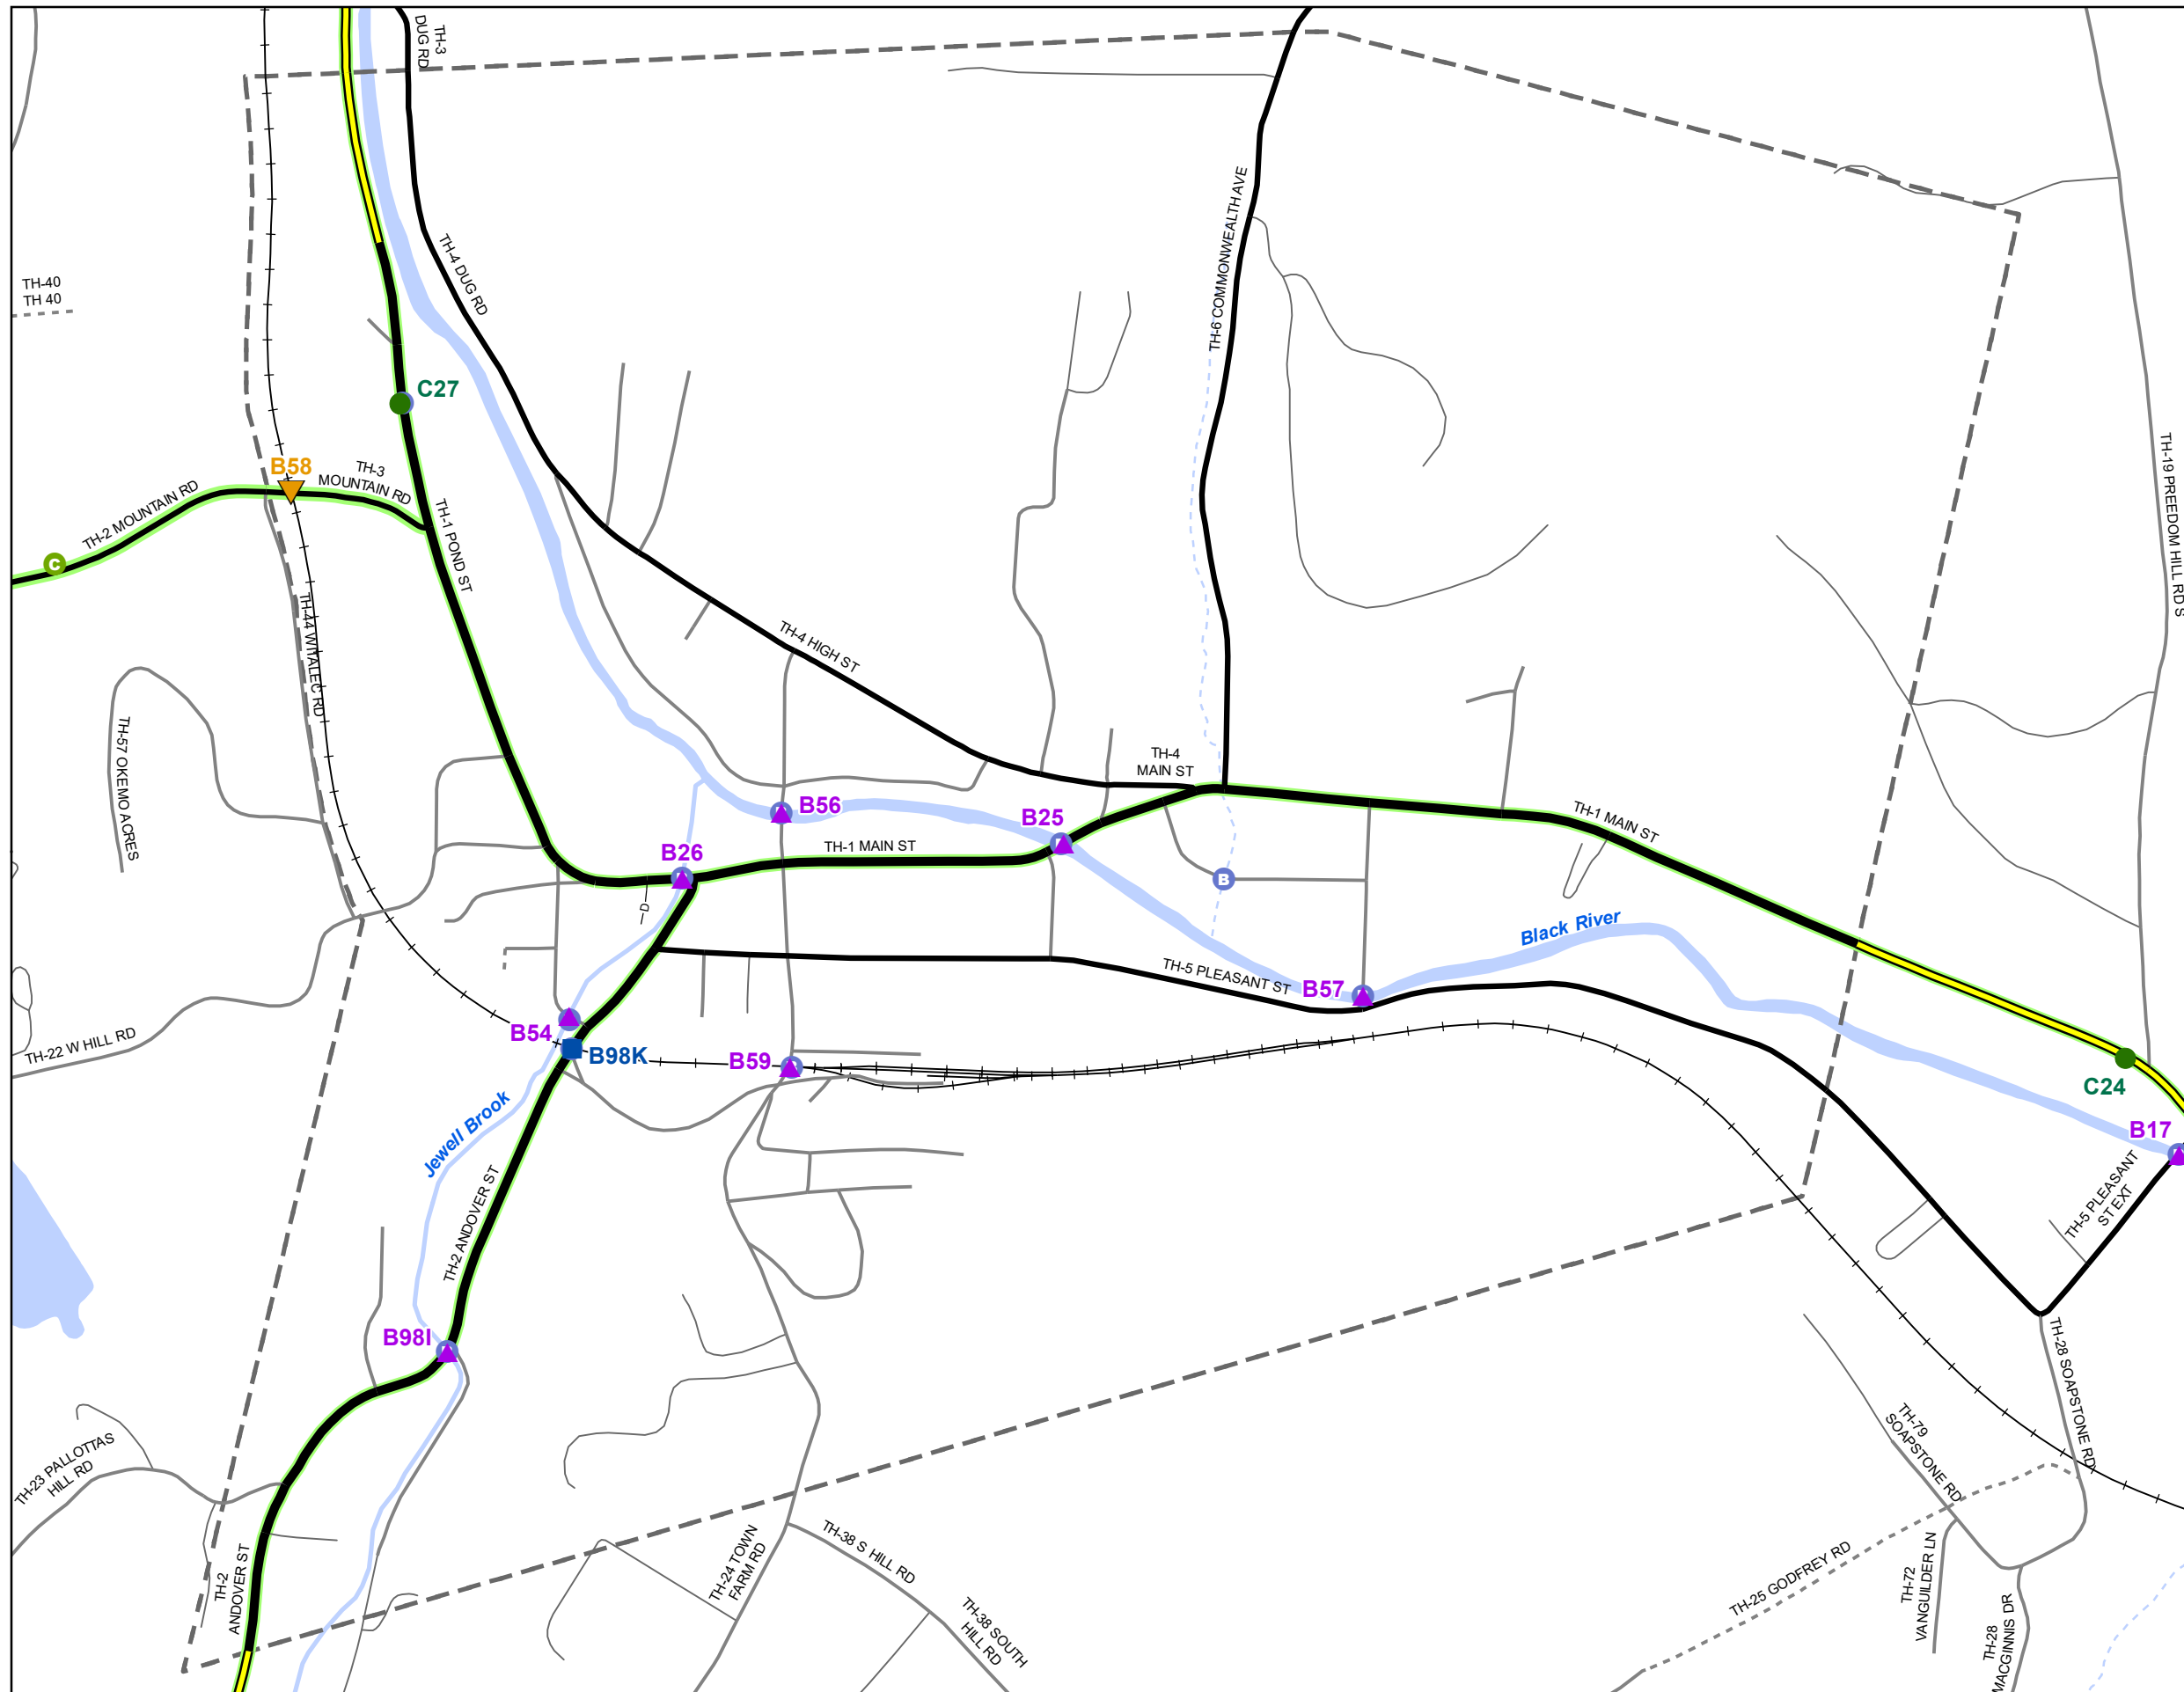 TH-3
DUG RD
TH-4 DUG RD
TH-6 COMMONWEALTH AVE
TH-40
TH 40
C27
B58
TH-3
MOUNTAIN RD
TH-2 MOUNTAIN RD
C
TH-1 POND ST
TH-19 PREEDOM HILL RD S
TH-44 WITALEC RD
TH-4 HIGH ST
TH-57 OKEMO ACRES
TH-4
MAIN ST
B56
B25
TH-1 MAIN ST
B26
TH-1 MAIN ST
B
D
Black River
TH-5 PLEASANT ST
B57
B54
TH-22 W HILL RD
B98K
B59
C24
Jewell Brook
B17
TH-5 PLEASANT
ST EXT
TH-2 ANDOVER ST
B98I
TH-28 SOAPSTONE RD
TH-79
SOAPSTONE RD
TH-23 PALLOTTAS
HILL RD
TH-2
ANDOVER ST
TH-24 TOWN
FARM RD
TH-38 S HILL RD
TH-38 SOUTH
HILL RD
TH-25 GODFREY RD
TH-72
VANGUILDER LN
TH-28
MACGINNIS DR